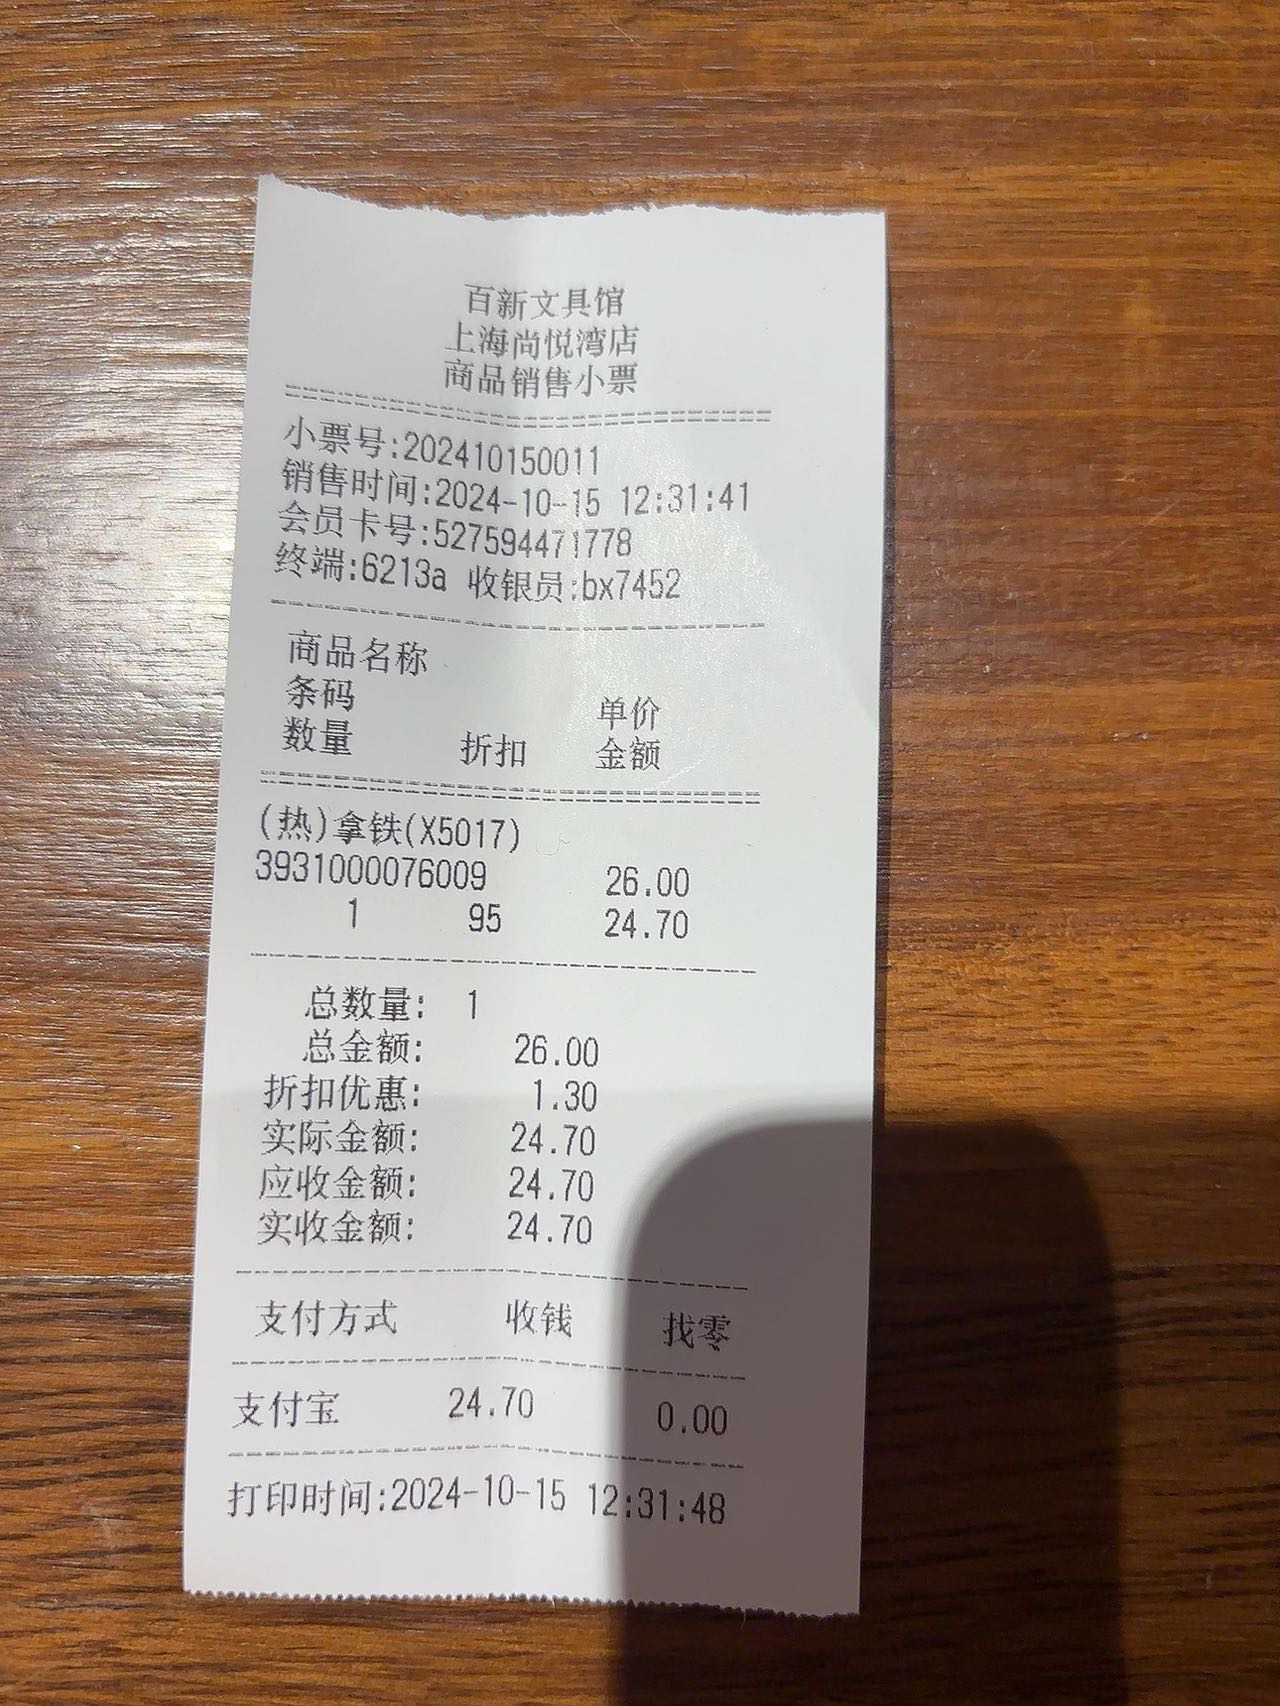 百新文具馆
上海尚悦湾店
商品销售小票
小票号:202410150011
销售时间:2024-10-15 12:31:41
会员卡号:527594471778
终端:6213a 收银员:bx7452
商品名称
条码 单价
数量 折扣 金额
(热)拿铁(X5017)
3931000076009 26.00
1 95 24.70
总数量: 1
总金额: 26.00
折扣优惠: 1.30
实际金额: 24.70
应收金额: 24.70
实收金额: 24.70
支付方式 收钱 找零
支付宝 24.70 0.00
打印时间:2024-10-15 12:31:48